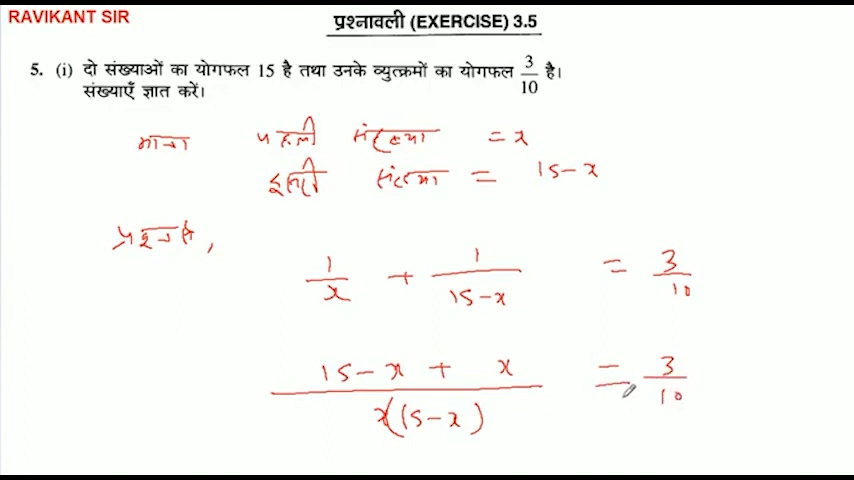 RAVIKANT SIR
प्रश्नावली (EXERCISE) 3.5
5. (i) दो संख्याओं का योगफल 15 है तथा उनके व्युत्क्रमों का योगफल 3/10 है।
संख्याएँ ज्ञात करें।
माना पहली संख्या = x
दूसरी संख्या = 15 - x
प्रश्न से,
1/x + 1/(15-x) = 3/10
(15-x + x)/(x(15-x)) = 3/10